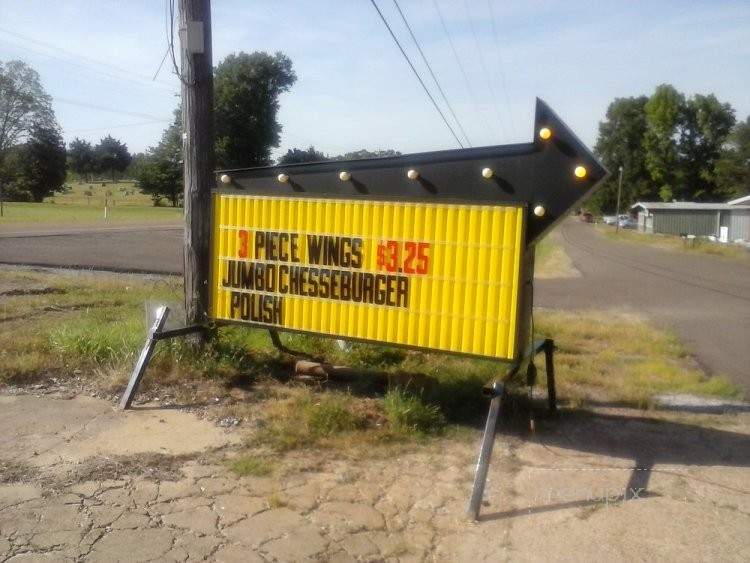 3 PIECE WINGS $3.25
JUMBO CHESSEBURGER
POLISH